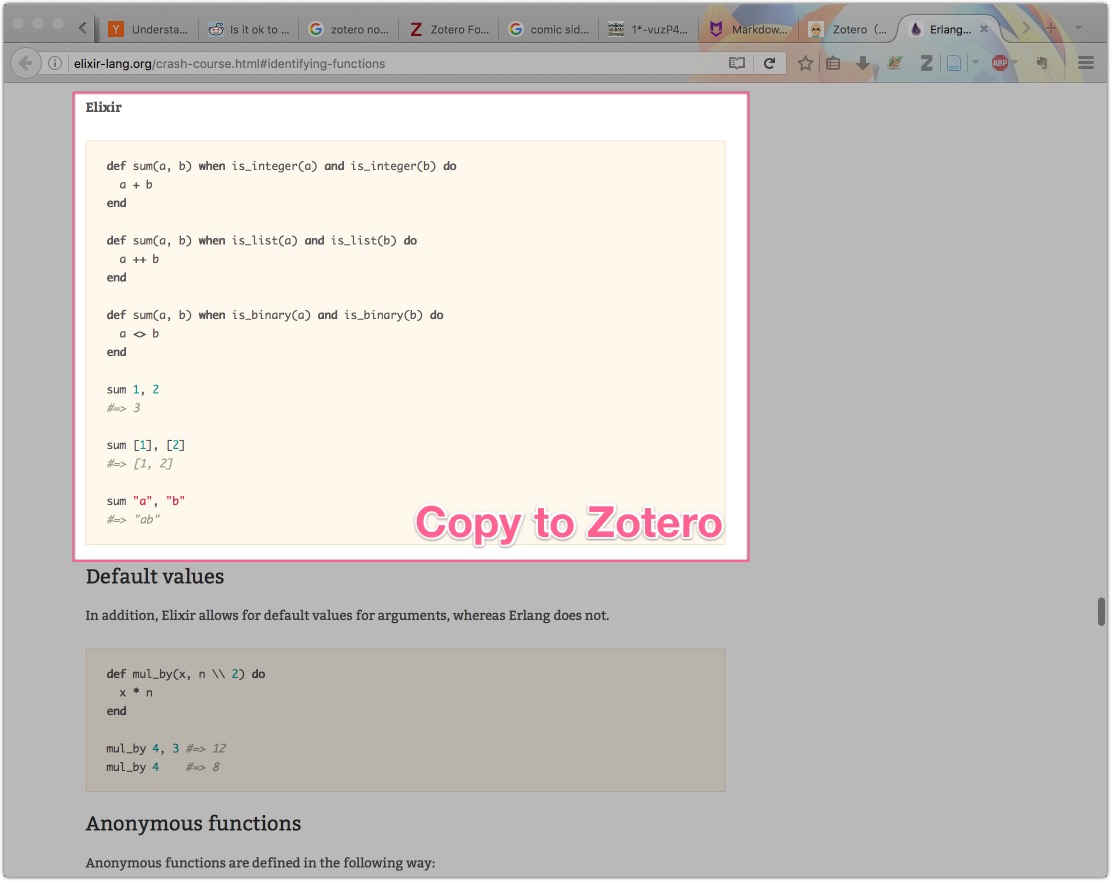 Understa...
Is it ok to ...
zotero no...
Zotero Fo...
comic sid...
1*-vuzP4...
Markdow...
Zotero (...
Erlang...
elixir-lang.org/crash-course.html#identifying-functions
ABP
Elixir
def sum(a, b) when is_integer(a) and is_integer(b) do
  a + b
end
def sum(a, b) when is_list(a) and is_list(b) do
  a ++ b
end
def sum(a, b) when is_binary(a) and is_binary(b) do
  a <> b
end
sum 1, 2
#=> 3
sum [1], [2]
#=> [1, 2]
sum "a", "b"
#=> "ab"
Copy to Zotero
Default values
In addition, Elixir allows for default values for arguments, whereas Erlang does not.
def mul_by(x, n \\ 2) do
  x * n
end
mul_by 4, 3 #=> 12
mul_by 4    #=> 8
Anonymous functions
Anonymous functions are defined in the following way: